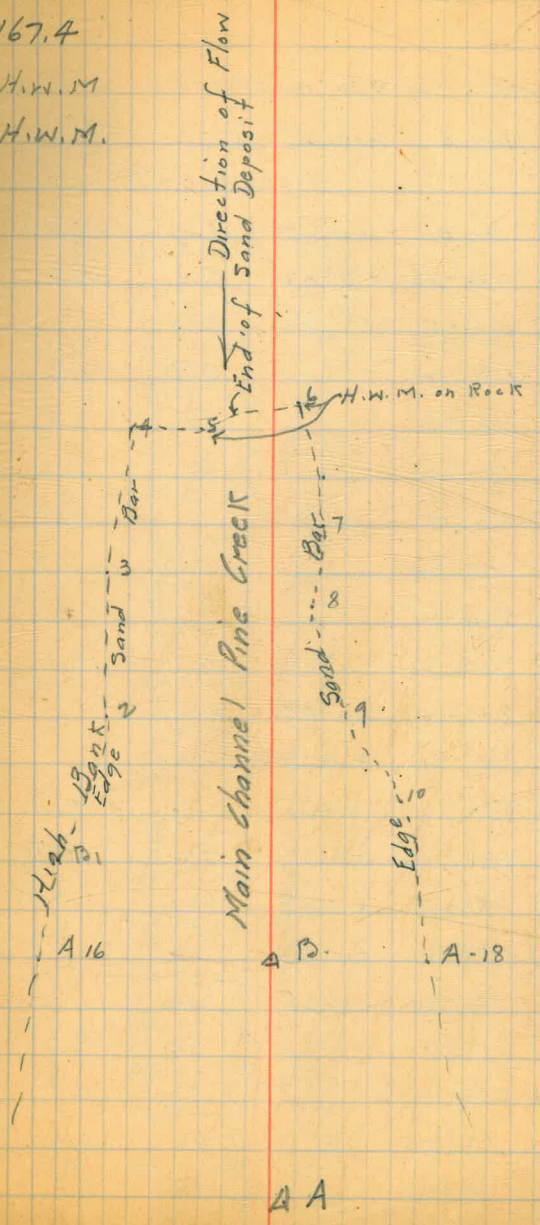 167.4
H.W.M
H.W.M.
Direction of Flow
End of Sand Deposit
H.W.M. on Rock
4
5
6
Bar
3
Sand
2
Bank
Edge
High
B1
A 16
Main Channel Pine Creek
Bar
7
8
Sand
9
10
Edge
B.
A-18
A